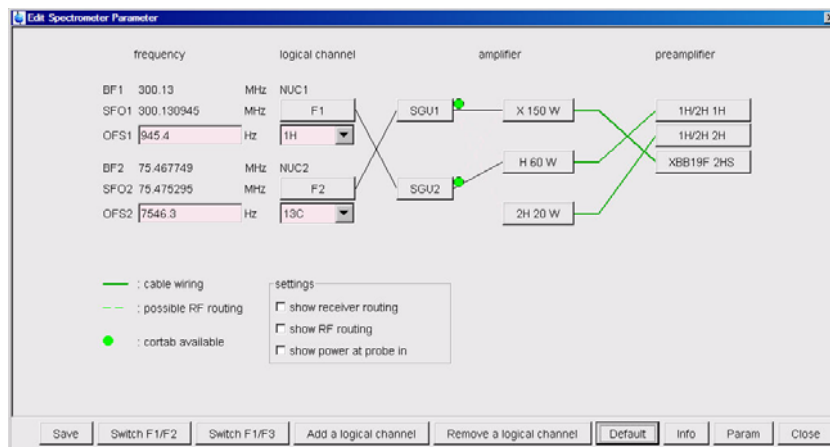 Edit Spectrometer Parameter
frequency logical channel amplifier preamplifier
BF1 300.13 MHz NUC1
SFO1 300.130945 MHz F1 SGU1 X 150 W 1H/2H 1H
OFS1 945.4 Hz 1H 1H/2H 2H
BF2 75.467749 MHz NUC2 H 60 W XBB19F 2HS
SFO2 75.475295 MHz F2 SGU2
OFS2 7546.3 Hz 13C 2H 20 W
: cable wiring
: possible RF routing
: cortab available
settings
show receiver routing
show RF routing
show power at probe in
Save Switch F1/F2 Switch F1/F3 Add a logical channel Remove a logical channel Default Info Param Close